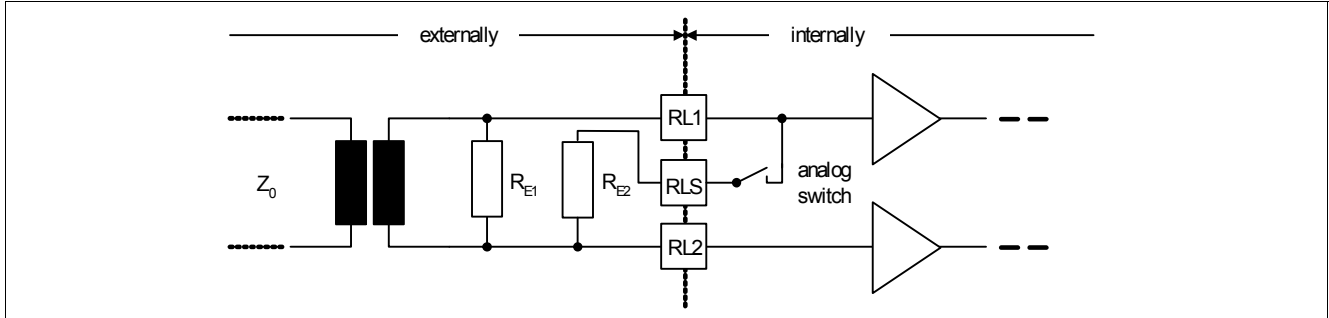 externally
internally
RL1
Z0
RE1
RE2
RLS
analog
switch
RL2